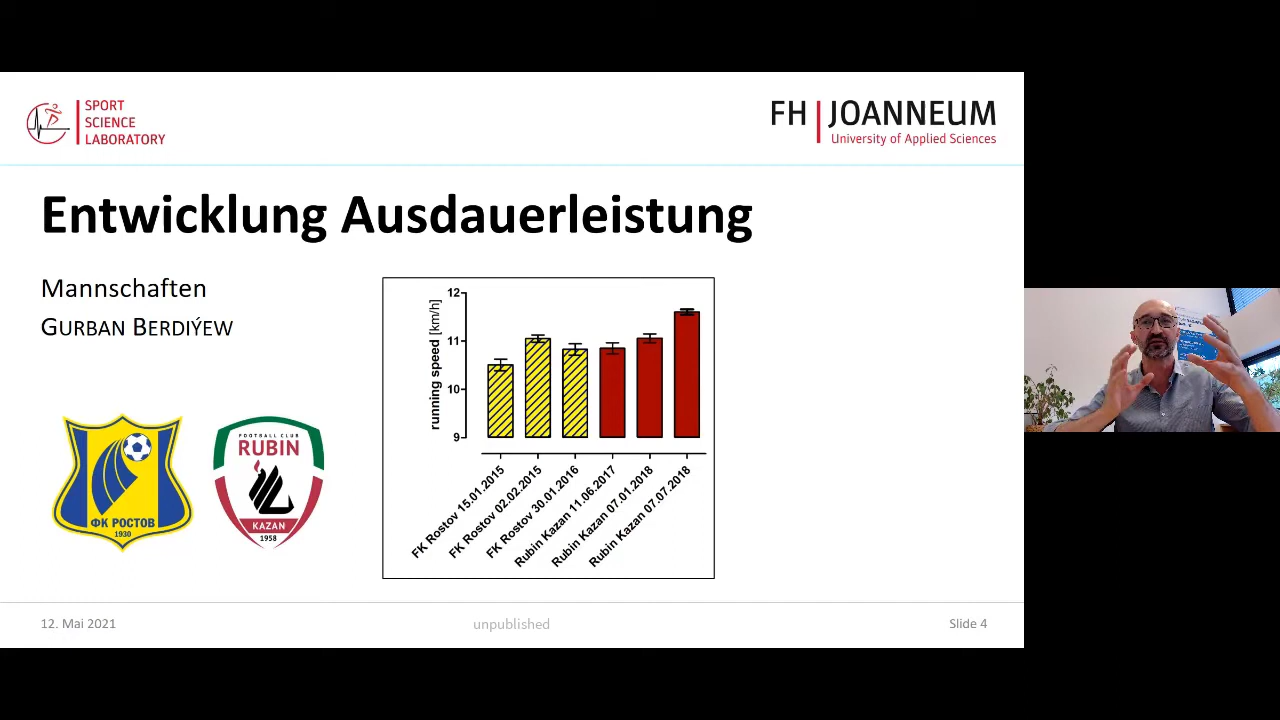 SPORT
SCIENCE
LABORATORY
FH JOANNEUM
University of Applied Sciences
Entwicklung Ausdauerleistung
Mannschaften
GURBAN BERDIÝEW
ФК РОСТОВ
1930
FOOTBALL CLUB
RUBIN
KAZAN
1958
running speed [km/h]
12
11
10
9
FK Rostov 15.01.2015
FK Rostov 02.02.2015
FK Rostov 30.01.2016
Rubin Kazan 11.06.2017
Rubin Kazan 07.01.2018
Rubin Kazan 07.07.2018
12. Mai 2021
unpublished
Slide 4